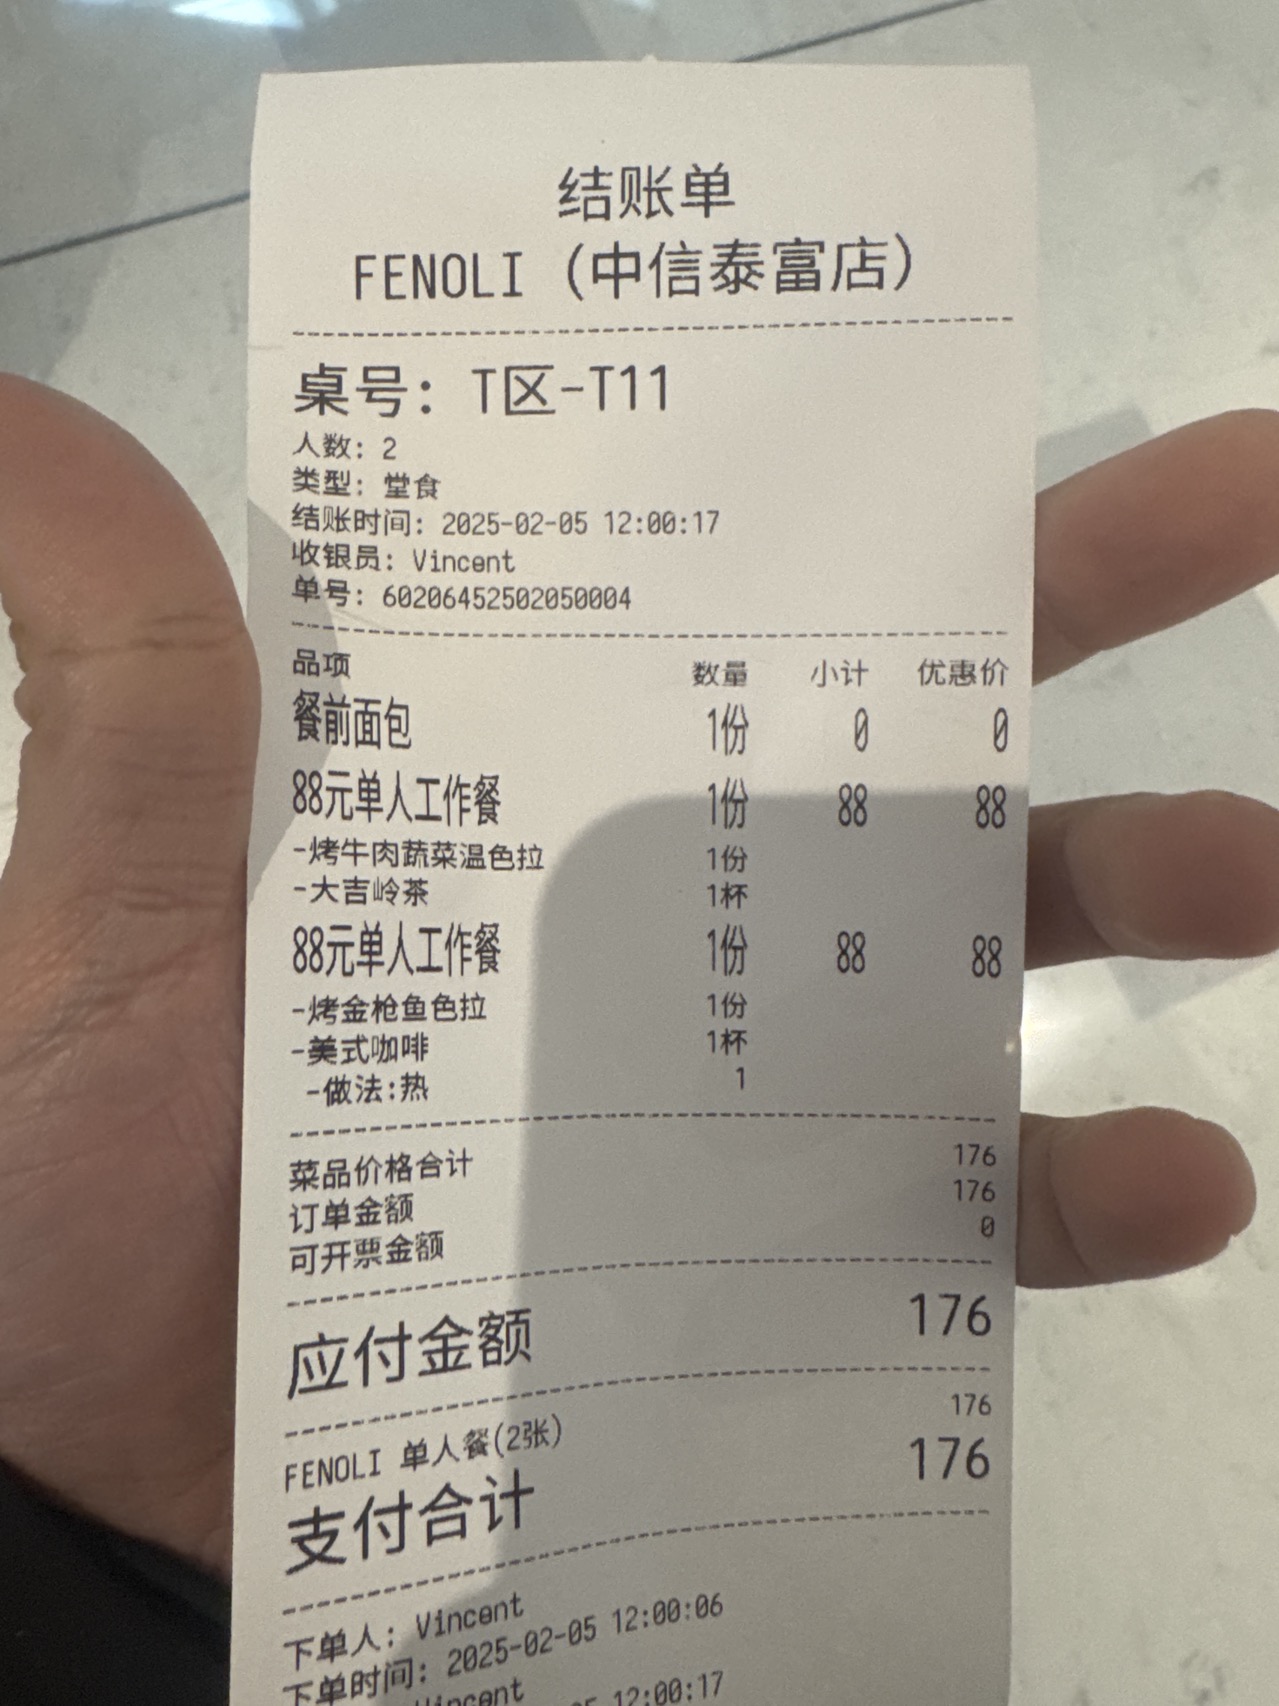 结账单
FENOLI（中信泰富店）
桌号：T区-T11
人数：2
类型：堂食
结账时间：2025-02-05 12:00:17
收银员：Vincent
单号：60206452502050004
品项 数量 小计 优惠价
餐前面包 1份 0 0
88元单人工作餐 1份 88 88
-烤牛肉蔬菜温色拉 1份
-大吉岭茶 1杯
88元单人工作餐 1份 88 88
-烤金枪鱼色拉 1份
-美式咖啡 1杯
-做法:热 1
菜品价格合计 176
订单金额 176
可开票金额 0
应付金额 176
FENOLI 单人餐(2张) 176
支付合计 176
下单人：Vincent
下单时间：2025-02-05 12:00:06
Vincent
12:00:17